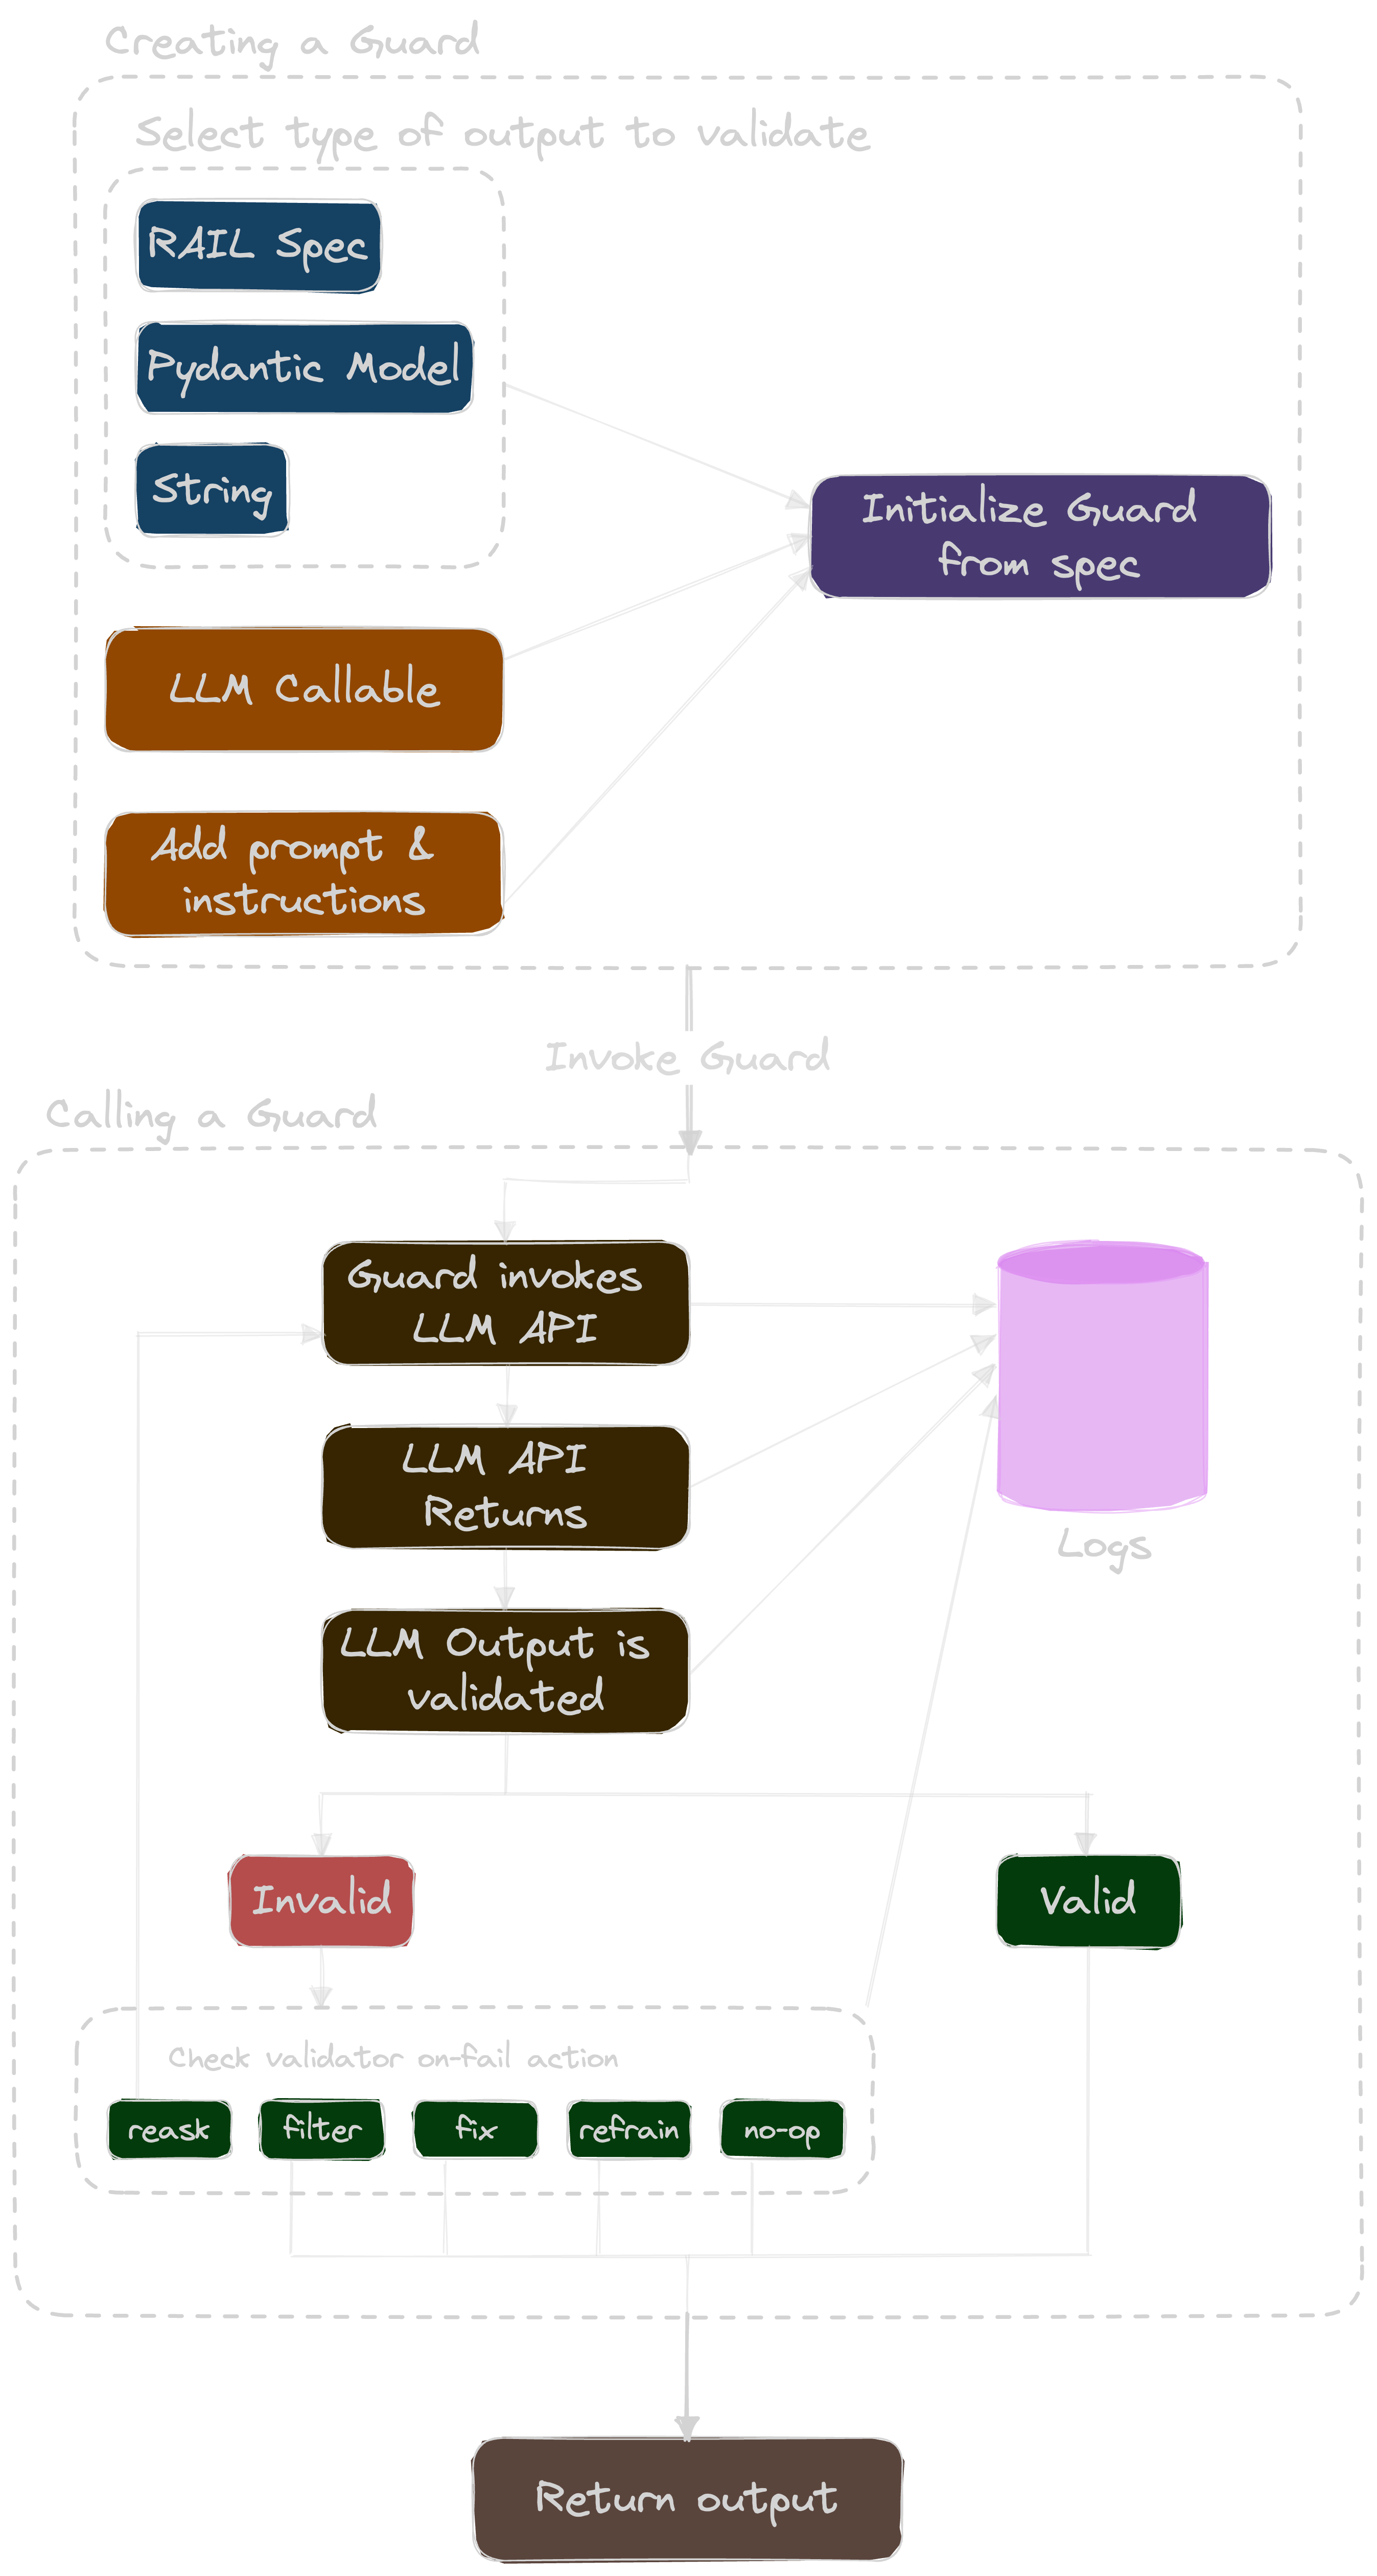 Creating a Guard
Select type of output to validate
RAIL Spec
Pydantic Model
String
Initialize Guard
from spec
LLM Callable
Add prompt &
instructions
Invoke Guard
Calling a Guard
Guard invokes
LLM API
LLM API
Returns
Logs
LLM Output is
validated
Invalid
Valid
Check validator on-fail action
reask
filter
fix
refrain
no-op
Return output